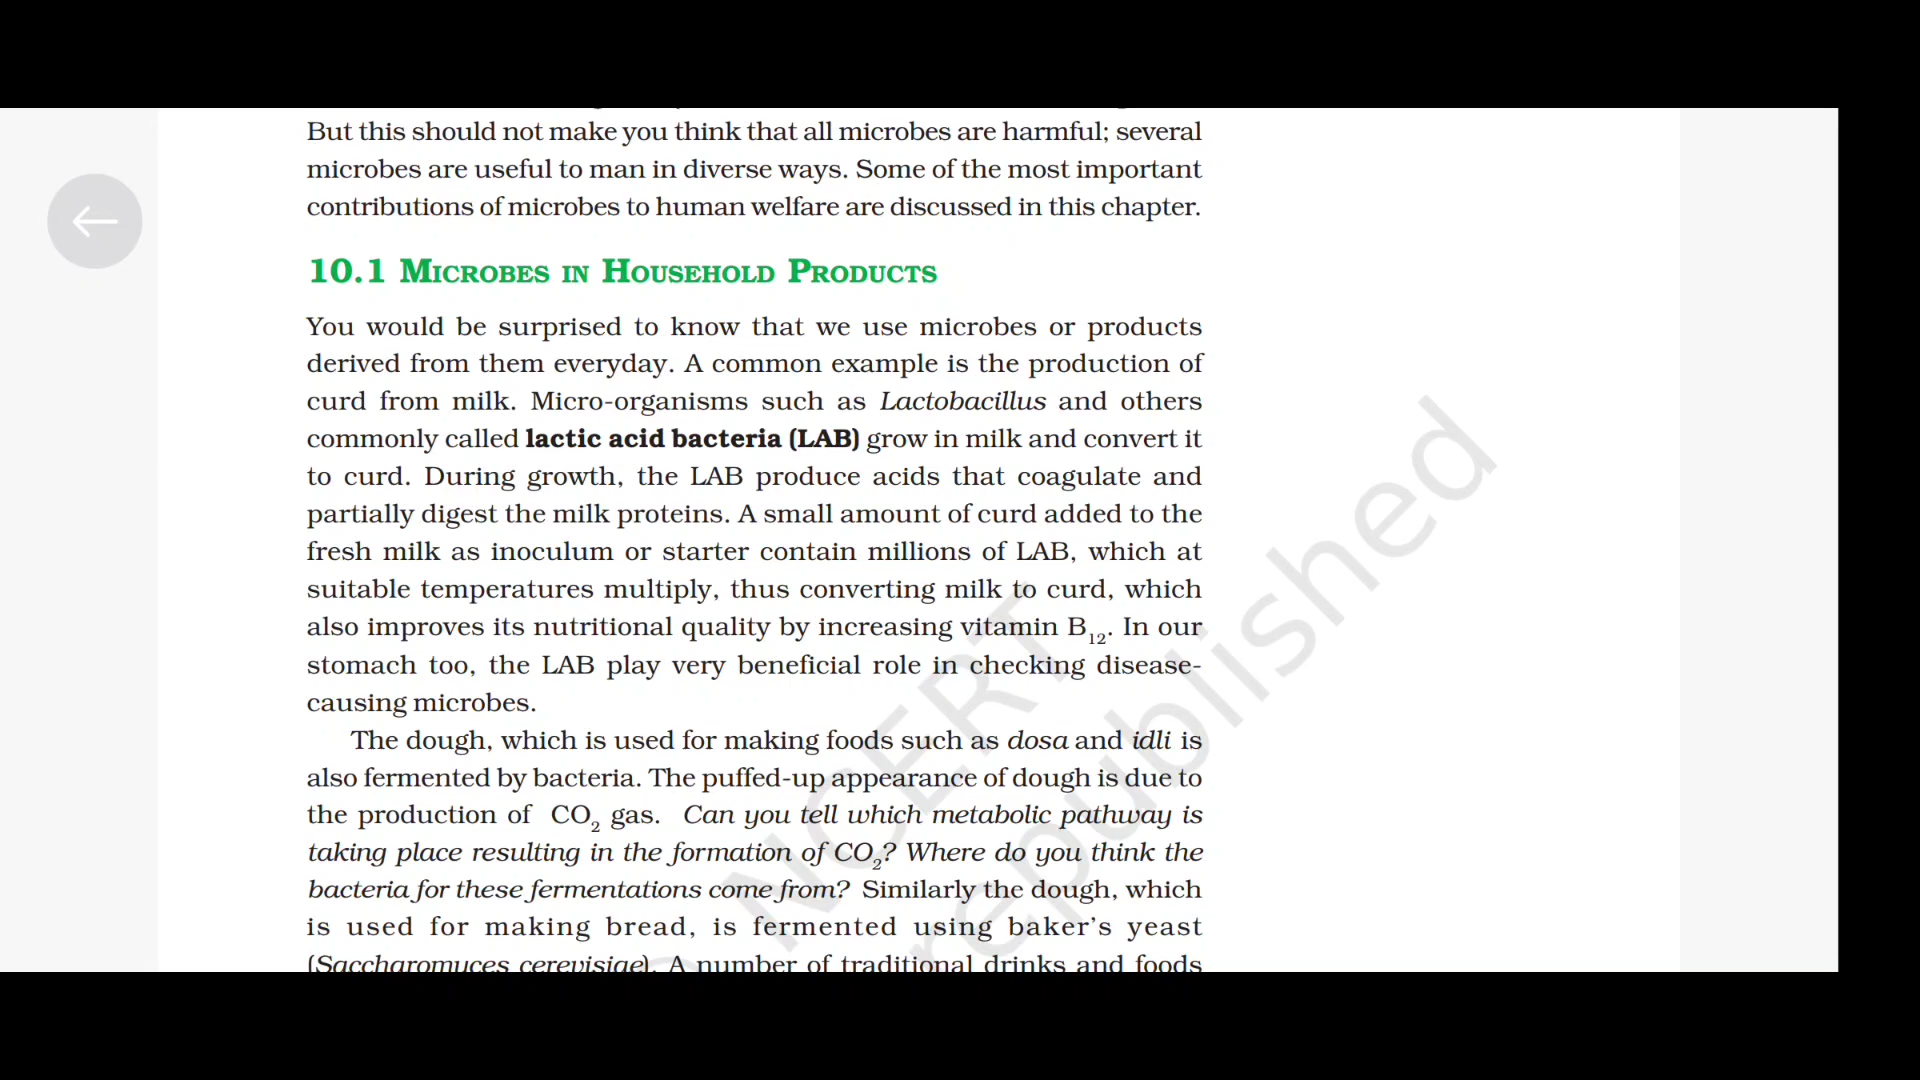 But this should not make you think that all microbes are harmful; several
microbes are useful to man in diverse ways. Some of the most important
contributions of microbes to human welfare are discussed in this chapter.
10.1 MICROBES IN HOUSEHOLD PRODUCTS
You would be surprised to know that we use microbes or products
derived from them everyday. A common example is the production of
curd from milk. Micro-organisms such as Lactobacillus and others
commonly called lactic acid bacteria (LAB) grow in milk and convert it
to curd. During growth, the LAB produce acids that coagulate and
partially digest the milk proteins. A small amount of curd added to the
fresh milk as inoculum or starter contain millions of LAB, which at
suitable temperatures multiply, thus converting milk to curd, which
also improves its nutritional quality by increasing vitamin B12. In our
stomach too, the LAB play very beneficial role in checking disease-
causing microbes.
The dough, which is used for making foods such as dosa and idli is
also fermented by bacteria. The puffed-up appearance of dough is due to
the production of CO2 gas. Can you tell which metabolic pathway is
taking place resulting in the formation of CO2? Where do you think the
bacteria for these fermentations come from? Similarly the dough, which
is used for making bread, is fermented using baker's yeast
(Saccharomyces cerevisiae). A number of traditional drinks and foods
NCERT
republished